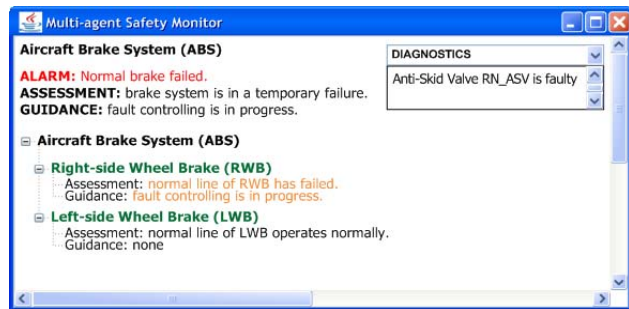 Multi-agent Safety Monitor
Aircraft Brake System (ABS)
DIAGNOSTICS
ALARM: Normal brake failed.
Anti-Skid Valve RN_ASV is faulty
ASSESSMENT: brake system is in a temporary failure.
GUIDANCE: fault controlling is in progress.
Aircraft Brake System (ABS)
Right-side Wheel Brake (RWB)
Assessment: normal line of RWB has failed.
Guidance: fault controlling is in progress.
Left-side Wheel Brake (LWB)
Assessment: normal line of LWB operates normally.
Guidance: none